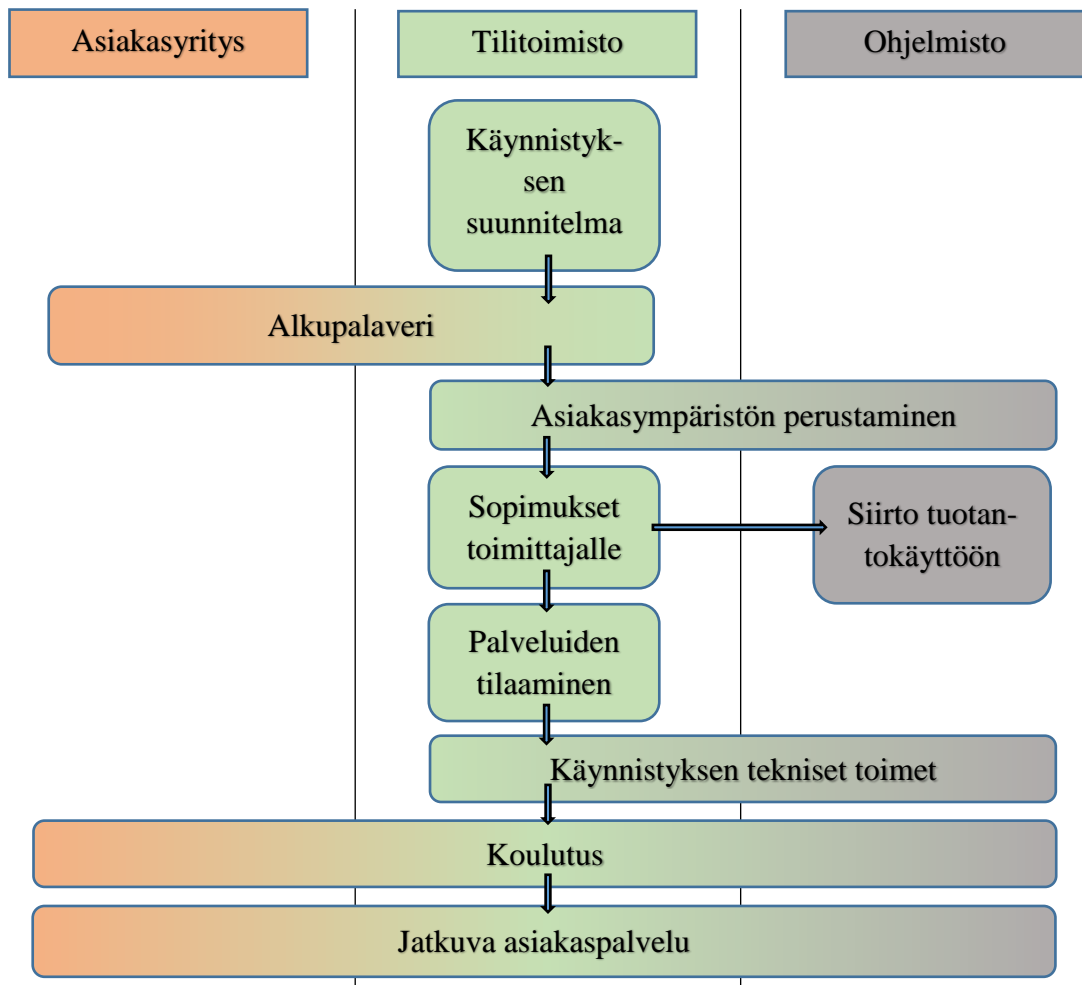 Asiakasyritys
Tilitoimisto
Ohjelmisto
Käynnistyk-
sen
suunnitelma
Alkupalaveri
Asiakasympäristön perustaminen
Sopimukset
toimittajalle
Siirto tuotan-
tokäyttöön
Palveluiden
tilaaminen
Käynnistyksen tekniset toimet
Koulutus
Jatkuva asiakaspalvelu